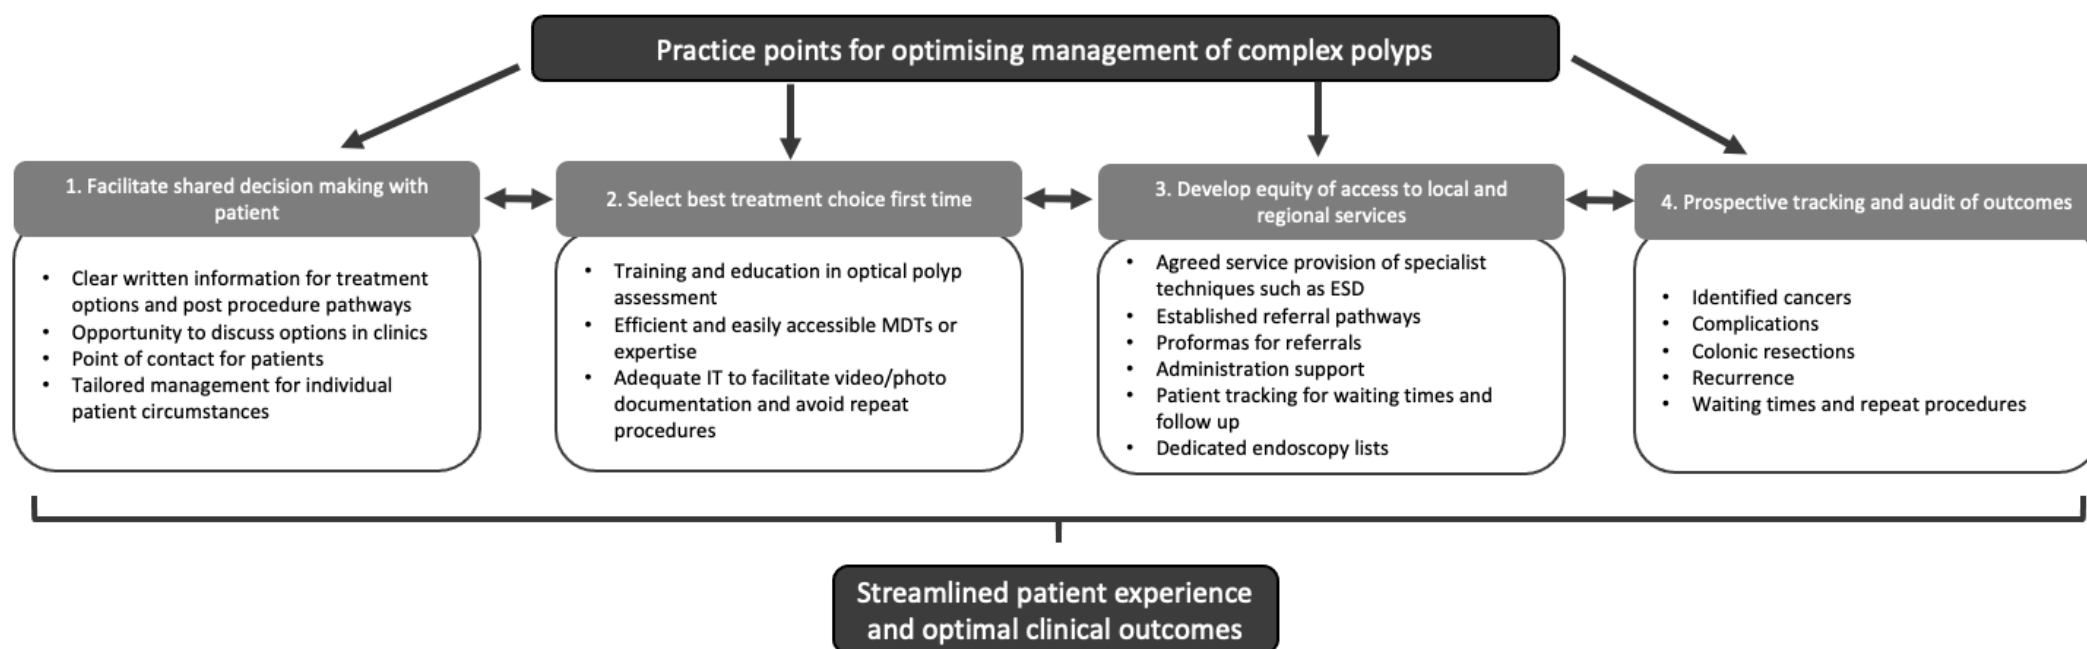 Practice points for optimising management of complex polyps
1. Facilitate shared decision making with
patient
• Clear written information for treatment
options and post procedure pathways
• Opportunity to discuss options in clinics
• Point of contact for patients
• Tailored management for individual
patient circumstances
2. Select best treatment choice first time
• Training and education in optical polyp
assessment
• Efficient and easily accessible MDTs or
expertise
• Adequate IT to facilitate video/photo
documentation and avoid repeat
procedures
3. Develop equity of access to local and
regional services
• Agreed service provision of specialist
techniques such as ESD
• Established referral pathways
• Proformas for referrals
• Administration support
• Patient tracking for waiting times and
follow up
• Dedicated endoscopy lists
4. Prospective tracking and audit of outcomes
• Identified cancers
• Complications
• Colonic resections
• Recurrence
• Waiting times and repeat procedures
Streamlined patient experience
and optimal clinical outcomes